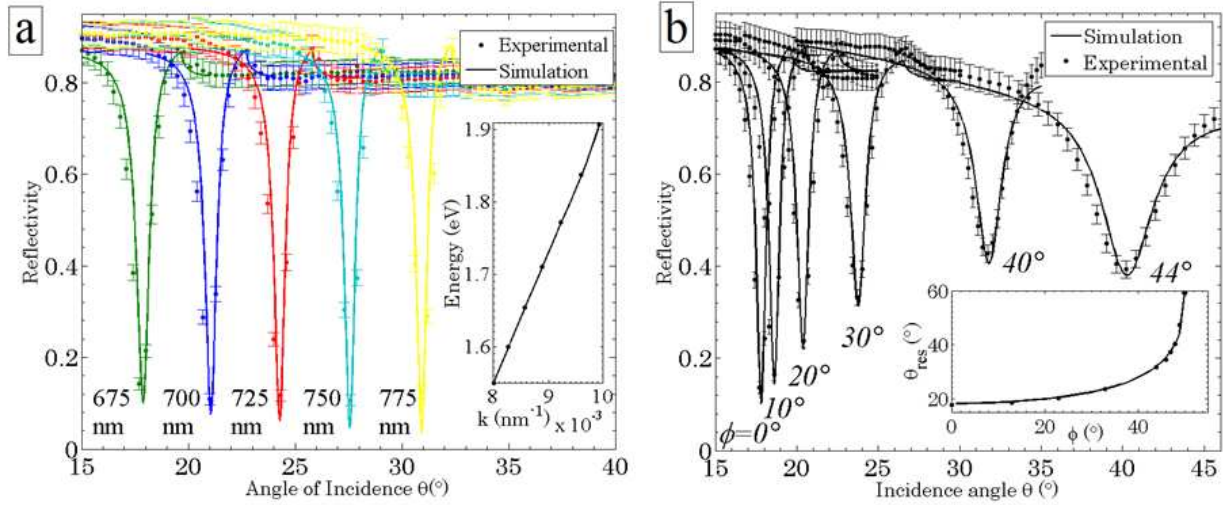 a
Experimental
Simulation
Reflectivity
0.8
0.6
0.4
0.2
0
15 20 25 30 35 40
Angle of Incidence θ(°)
675 nm
700 nm
725 nm
750 nm
775 nm
Energy (eV)
1.9
1.8
1.7
1.6
8 9 10
k (nm⁻¹) x 10⁻³
b
Simulation
Experimental
Reflectivity
0.8
0.6
0.4
0.2
0
15 20 25 30 35 40 45
Incidence angle θ (°)
ϕ=0°
10°
20°
30°
40°
44°
θres (°)
60
40
20
0 20 40
ϕ (°)